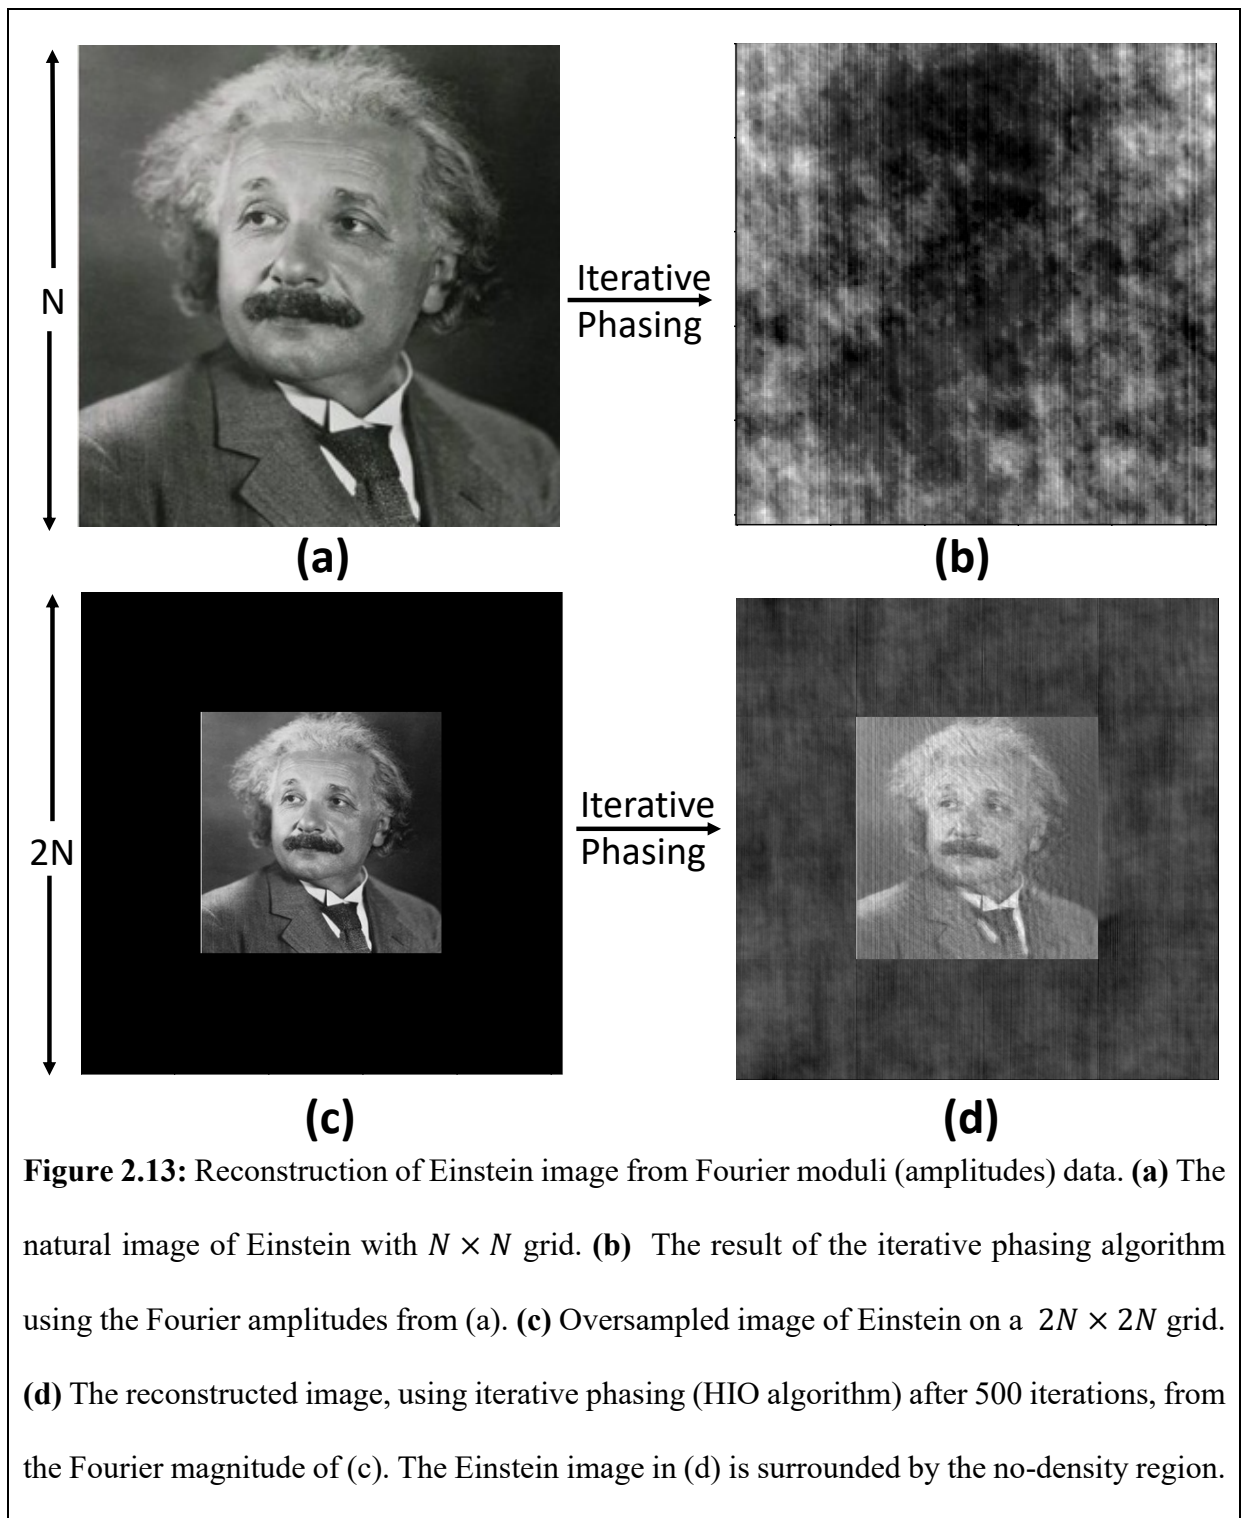 N
Iterative
Phasing
(a)
(b)
2N
Iterative
Phasing
(c)
(d)
Figure 2.13: Reconstruction of Einstein image from Fourier moduli (amplitudes) data. (a) The
natural image of Einstein with N × N grid. (b) The result of the iterative phasing algorithm
using the Fourier amplitudes from (a). (c) Oversampled image of Einstein on a 2N × 2N grid.
(d) The reconstructed image, using iterative phasing (HIO algorithm) after 500 iterations, from
the Fourier magnitude of (c). The Einstein image in (d) is surrounded by the no-density region.